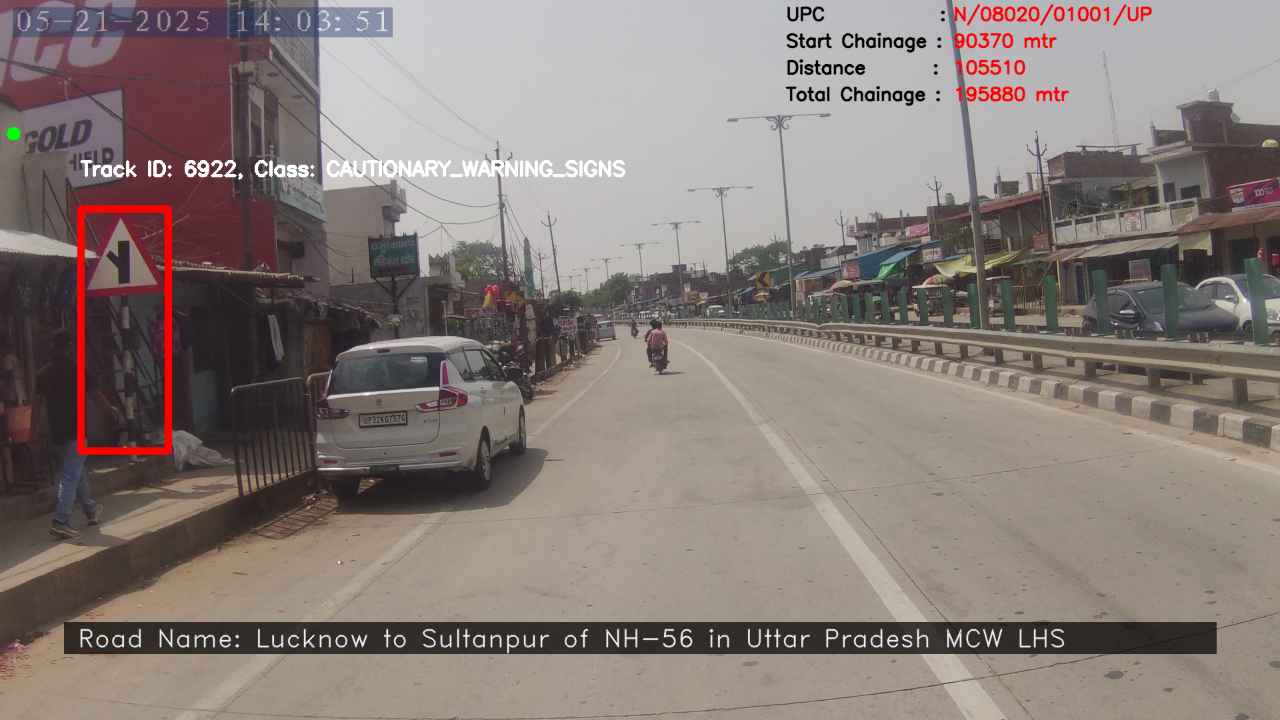 05-21-2025 14:03:51
UPC : N/08020/01001/UP
Start Chainage : 90370 mtr
Distance : 105510
Total Chainage : 195880 mtr
GOLD
Track ID: 6922, Class: CAUTIONARY_WARNING_SIGNS
Road Name: Lucknow to Sultanpur of NH-56 in Uttar Pradesh MCW LHS